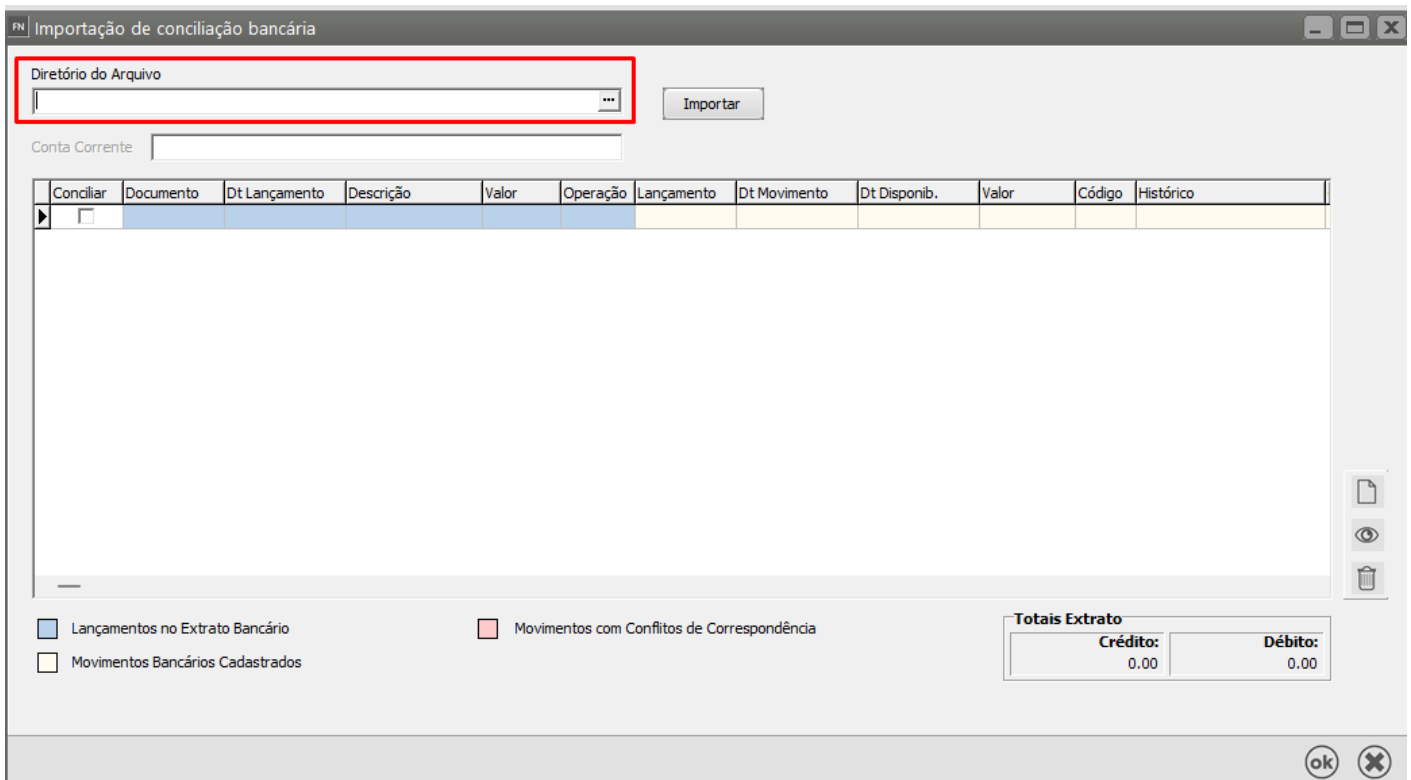 FN Importação de conciliação bancária
Diretório do Arquivo
... Importar
Conta Corrente
Conciliar Documento Dt Lançamento Descrição Valor Operação Lançamento Dt Movimento Dt Disponib. Valor Código Histórico
Lançamentos no Extrato Bancário
Movimentos com Conflitos de Correspondência
Movimentos Bancários Cadastrados
Totais Extrato
Crédito: Débito:
0.00 0.00
ok